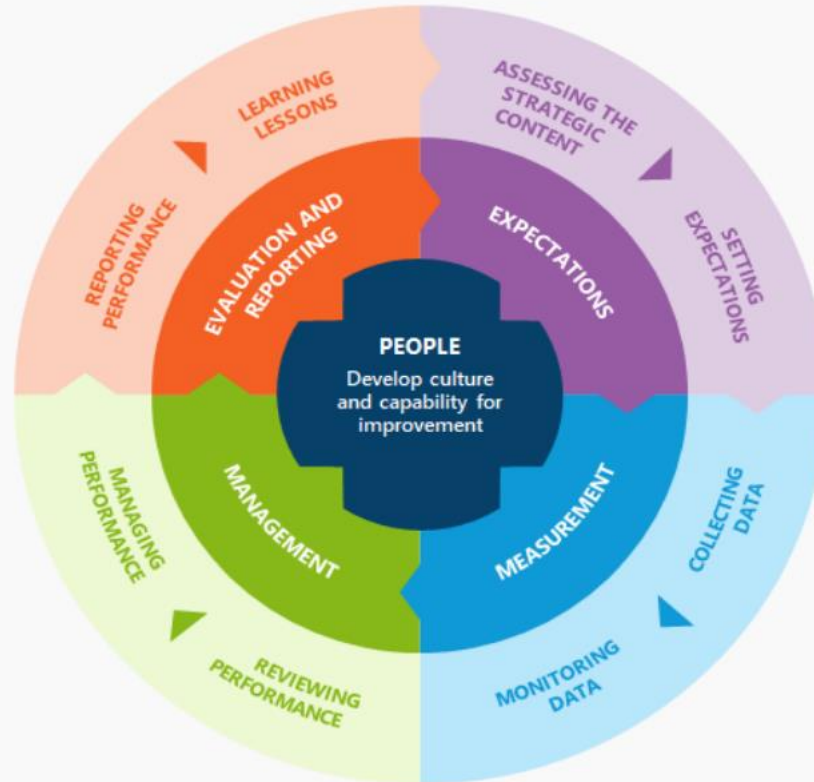 PEOPLE
Develop culture
and capability for
improvement
EXPECTATIONS
ASSESSING THE
STRATEGIC
CONTENT
SETTING
EXPECTATIONS
MEASUREMENT
COLLECTING
DATA
MONITORING
DATA
MANAGEMENT
REVIEWING
PERFORMANCE
MANAGING
PERFORMANCE
EVALUATION AND
REPORTING
REPORTING
PERFORMANCE
LEARNING
LESSONS